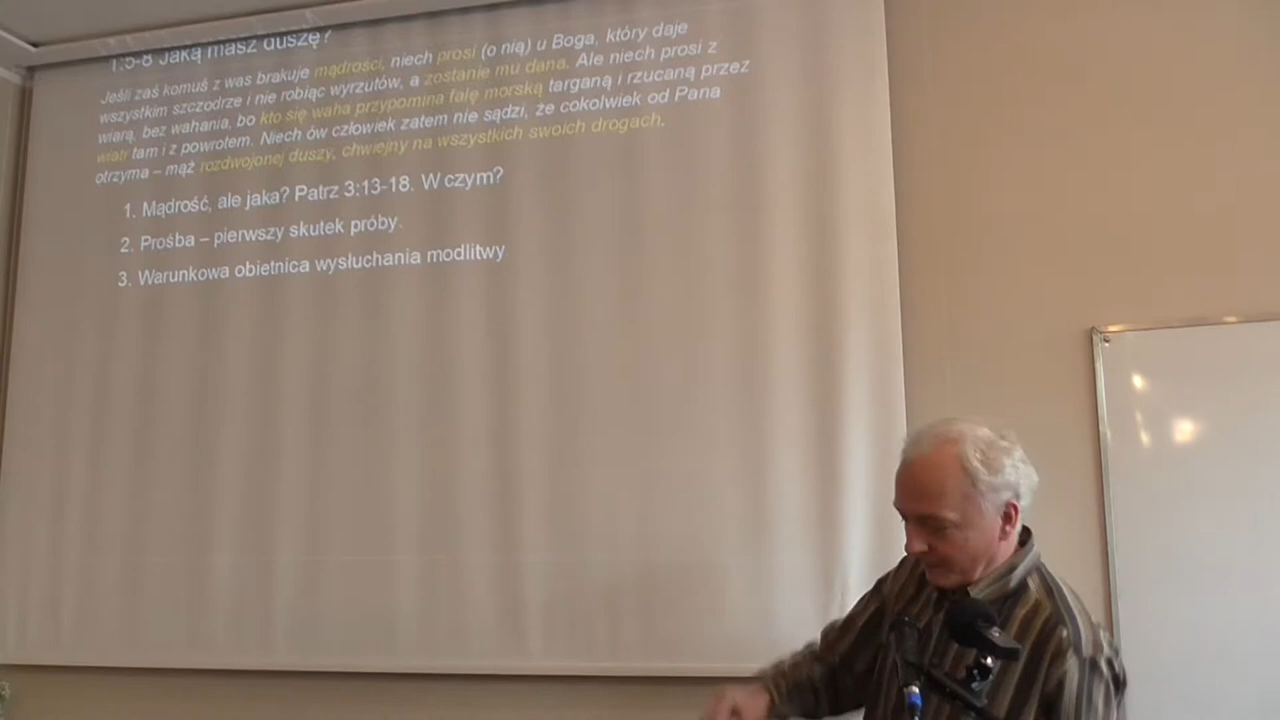 1:5-8 Jaką masz duszę?
Jeśli zaś komuś z was brakuje mądrości, niech prosi (o nią) u Boga, który daje
wszystkim szczodrze i nie robiąc wyrzutów, a zostanie mu dana. Ale niech prosi z
wiarą, bez wahania, bo kto się waha przypomina falę morską targaną i rzucaną przez
wiatr tam i z powrotem. Niech ów człowiek zatem nie sądzi, że cokolwiek od Pana
otrzyma – mąż rozdwojonej duszy, chwiejny na wszystkich swoich drogach.
1. Mądrość, ale jaka? Patrz 3:13-18. W czym?
2. Prośba – pierwszy skutek próby.
3. Warunkowa obietnica wysłuchania modlitwy